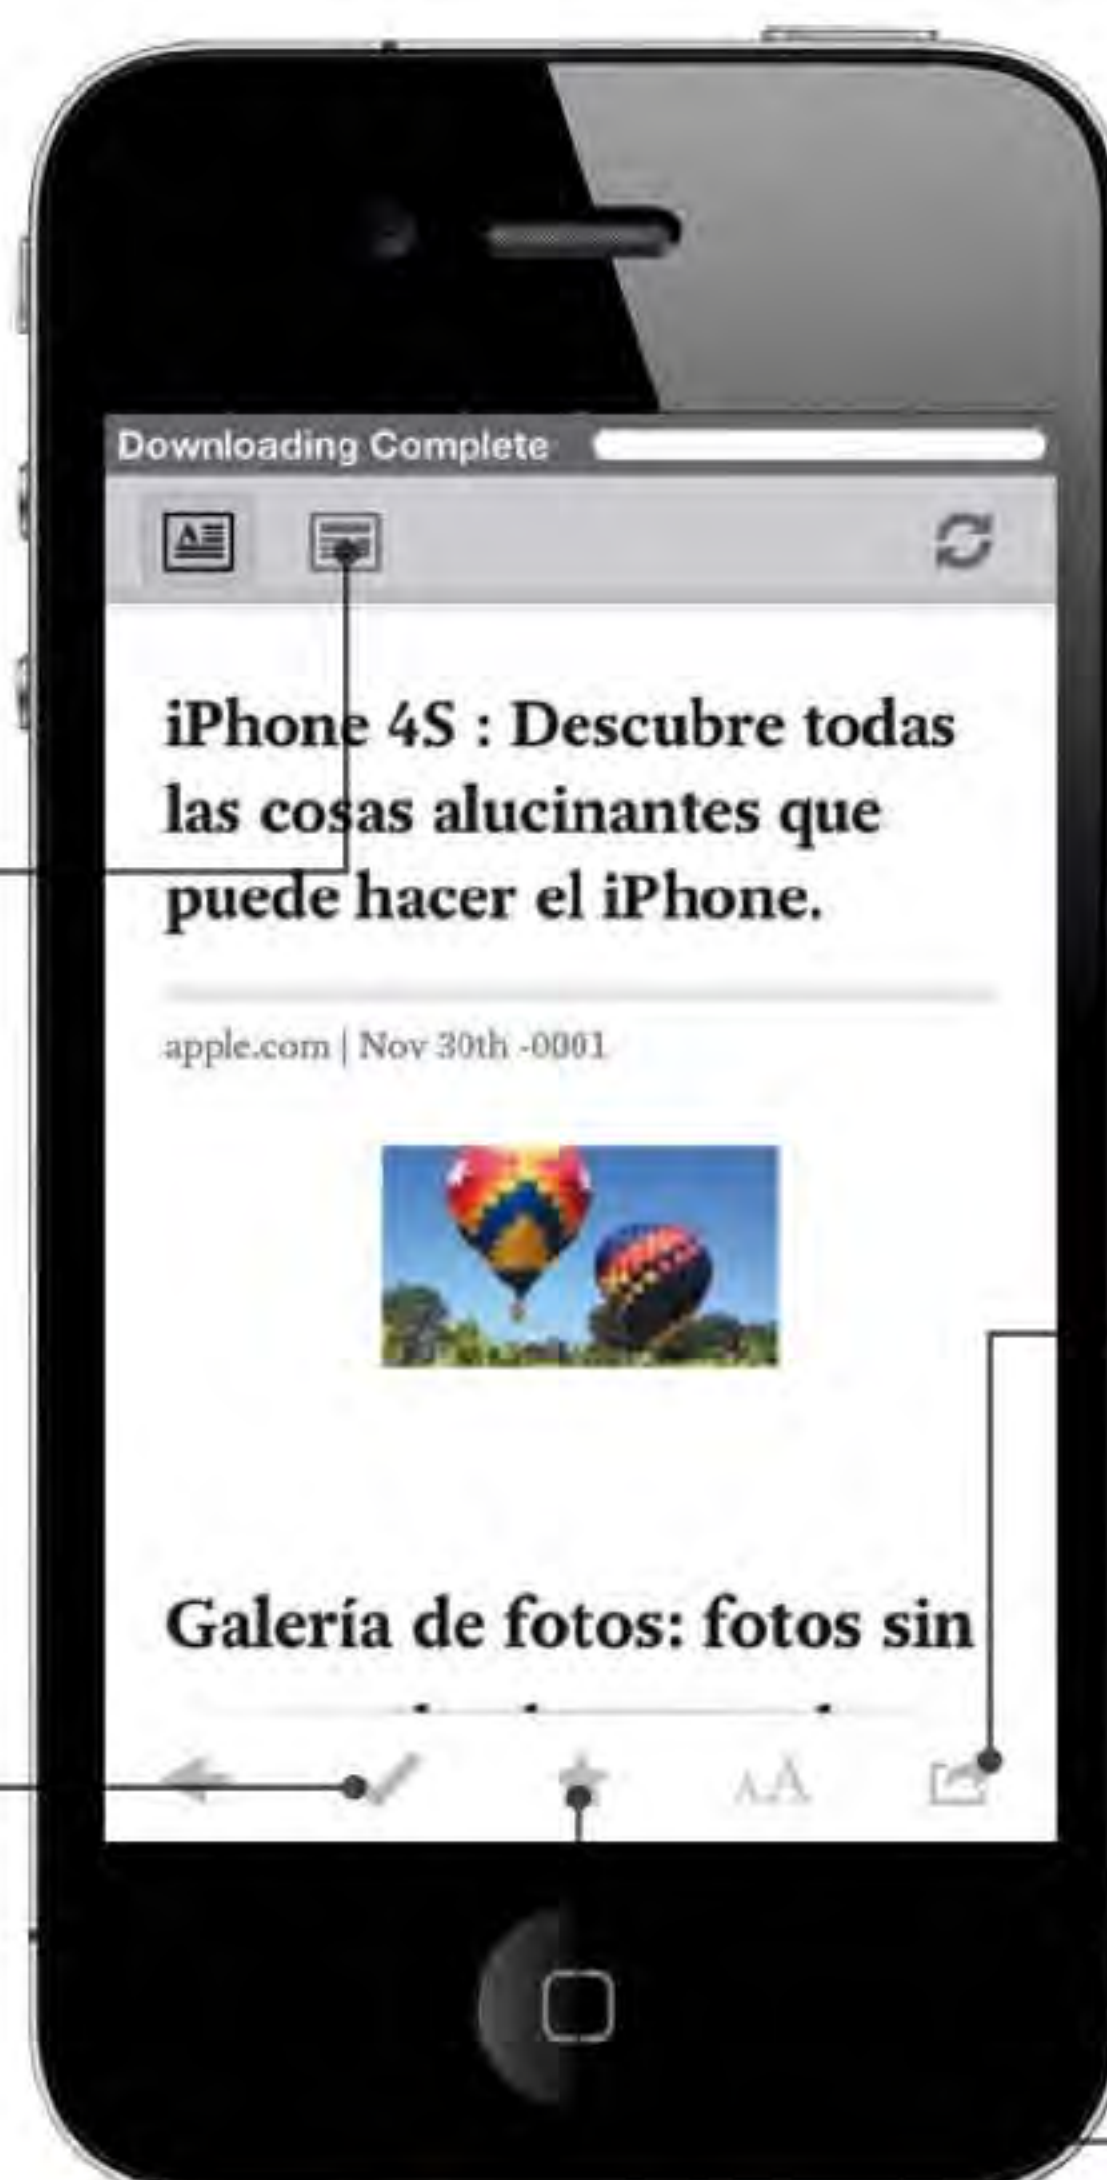 Downloading Complete
iPhone 4S : Descubre todas
las cosas alucinantes que
puede hacer el iPhone.
apple.com | Nov 30th -0001
Galería de fotos: fotos sin
AA